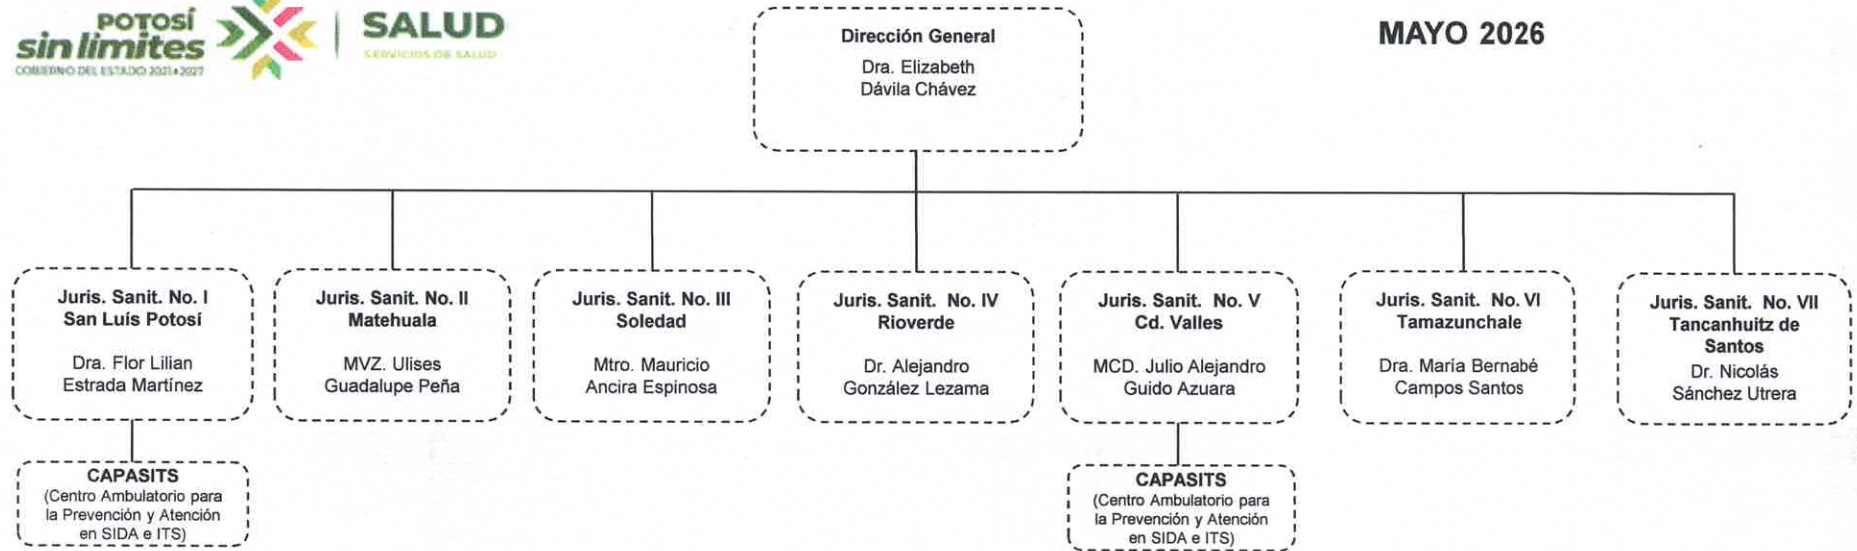 POTOSÍ
sin límites
GOBIERNO DEL ESTADO 2021•2027
SALUD
SERVICIOS DE SALUD
MAYO 2026
Dirección General
Dra. Elizabeth
Dávila Chávez
Juris. Sanit. No. I
San Luís Potosí
Dra. Flor Lilian
Estrada Martínez
Juris. Sanit. No. II
Matehuala
MVZ. Ulises
Guadalupe Peña
Juris. Sanit. No. III
Soledad
Mtro. Mauricio
Ancira Espinosa
Juris. Sanit. No. IV
Rioverde
Dr. Alejandro
González Lezama
Juris. Sanit. No. V
Cd. Valles
MCD. Julio Alejandro
Guido Azuara
Juris. Sanit. No. VI
Tamazunchale
Dra. María Bernabé
Campos Santos
Juris. Sanit. No. VII
Tancanhuitz de
Santos
Dr. Nicolás
Sánchez Utrera
CAPASITS
(Centro Ambulatorio para
la Prevención y Atención
en SIDA e ITS)
CAPASITS
(Centro Ambulatorio para
la Prevención y Atención
en SIDA e ITS)